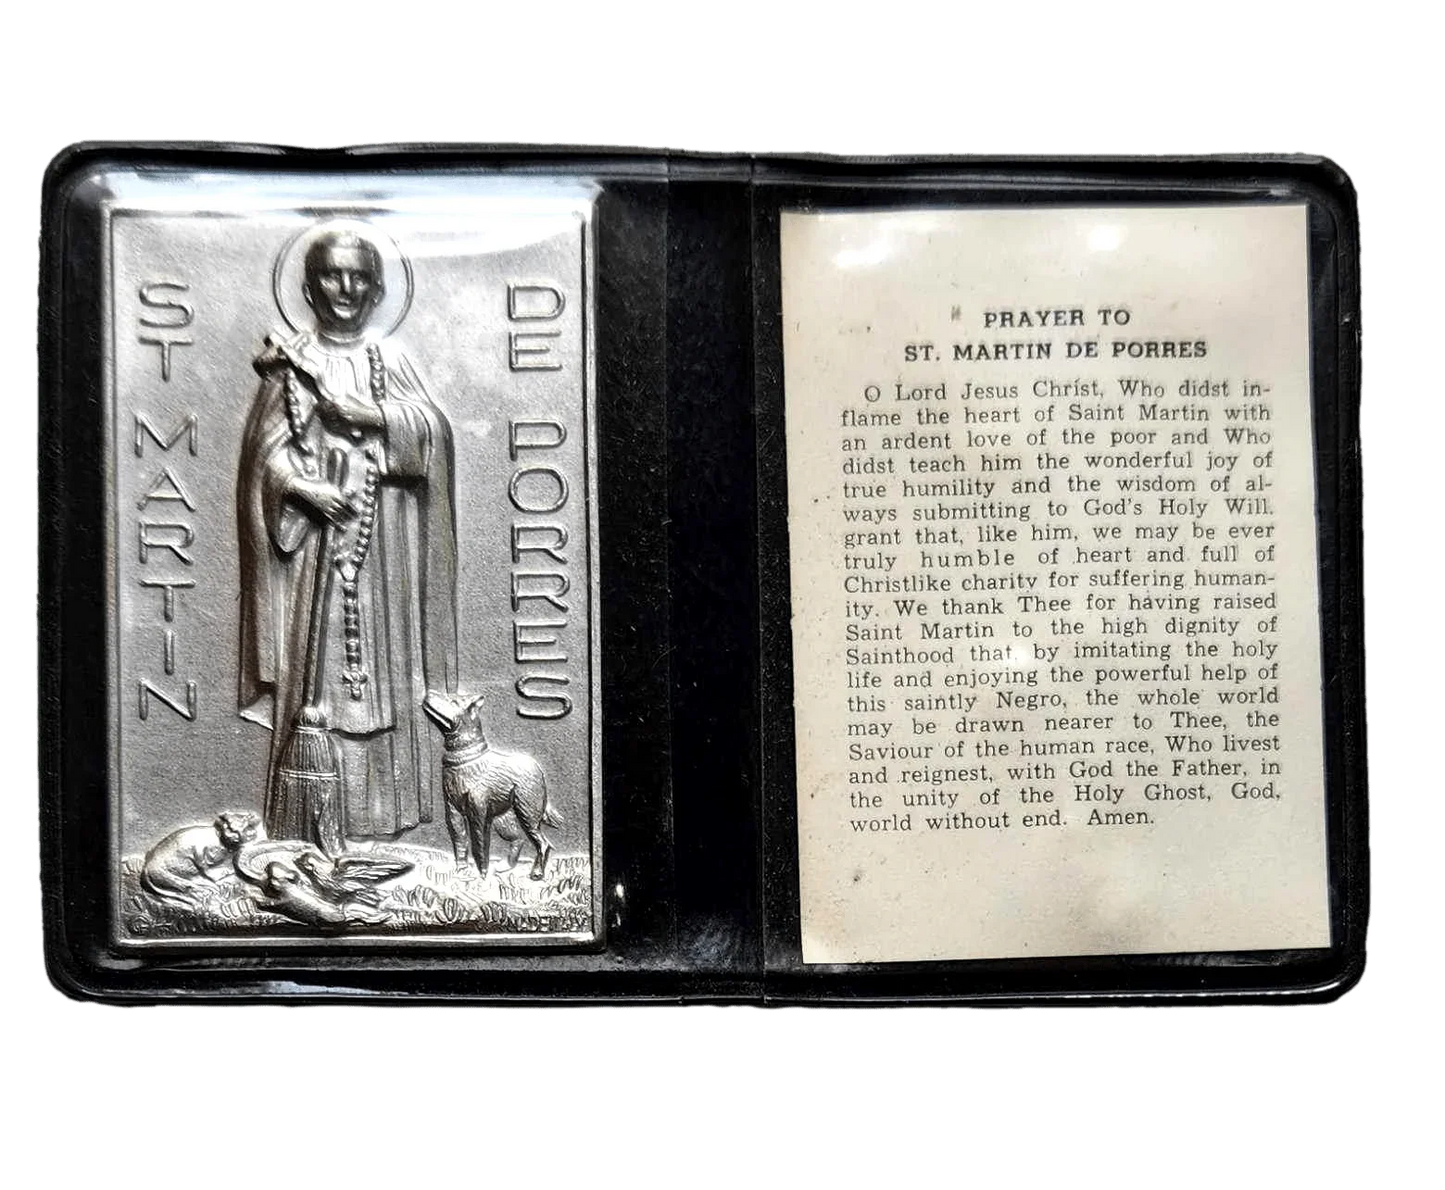 ST MARTIN
DE PORRES
PRAYER TO
ST. MARTIN DE PORRES
O Lord Jesus Christ, Who didst in-
flame the heart of Saint Martin with
an ardent love of the poor and Who
didst teach him the wonderful joy of
true humility and the wisdom of al-
ways submitting to God's Holy Will.
grant that, like him, we may be ever
truly humble of heart and full of
Christlike charity for suffering human-
ity. We thank Thee for having raised
Saint Martin to the high dignity of
Sainthood that, by imitating the holy
life and enjoying the powerful help of
this saintly Negro, the whole world
may be drawn nearer to Thee, the
Saviour of the human race, Who livest
and reignest, with God the Father, in
the unity of the Holy Ghost, God,
world without end. Amen.